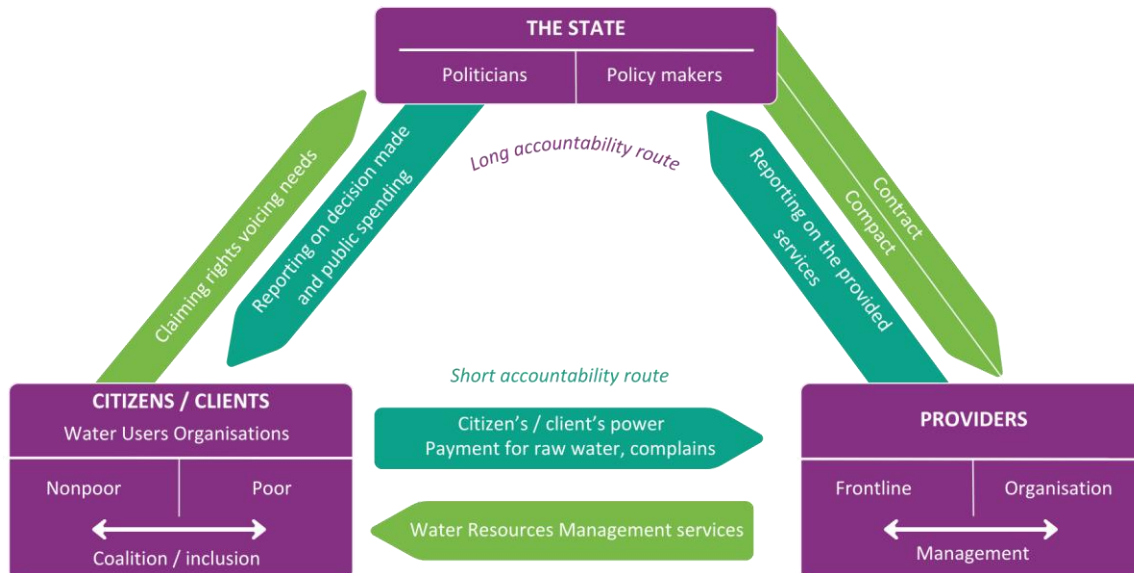 THE STATE
Politicians
Policy makers
Long accountability route
Claiming rights voicing needs
Reporting on decision made
and public spending
Reporting on the provided
services
Compact
Contract
Short accountability route
CITIZENS / CLIENTS
Water Users Organisations
Nonpoor
Poor
Coalition / inclusion
Citizen's / client's power
Payment for raw water, complains
Water Resources Management services
PROVIDERS
Frontline
Organisation
Management